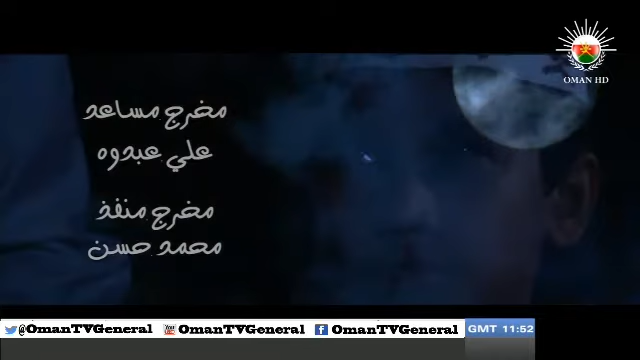 OMAN HD
مخرج مساعد
علي عبدوه
مخرج منفذ
محمد حسن
@OmanTVGeneral OmanTVGeneral OmanTVGeneral GMT 11:52